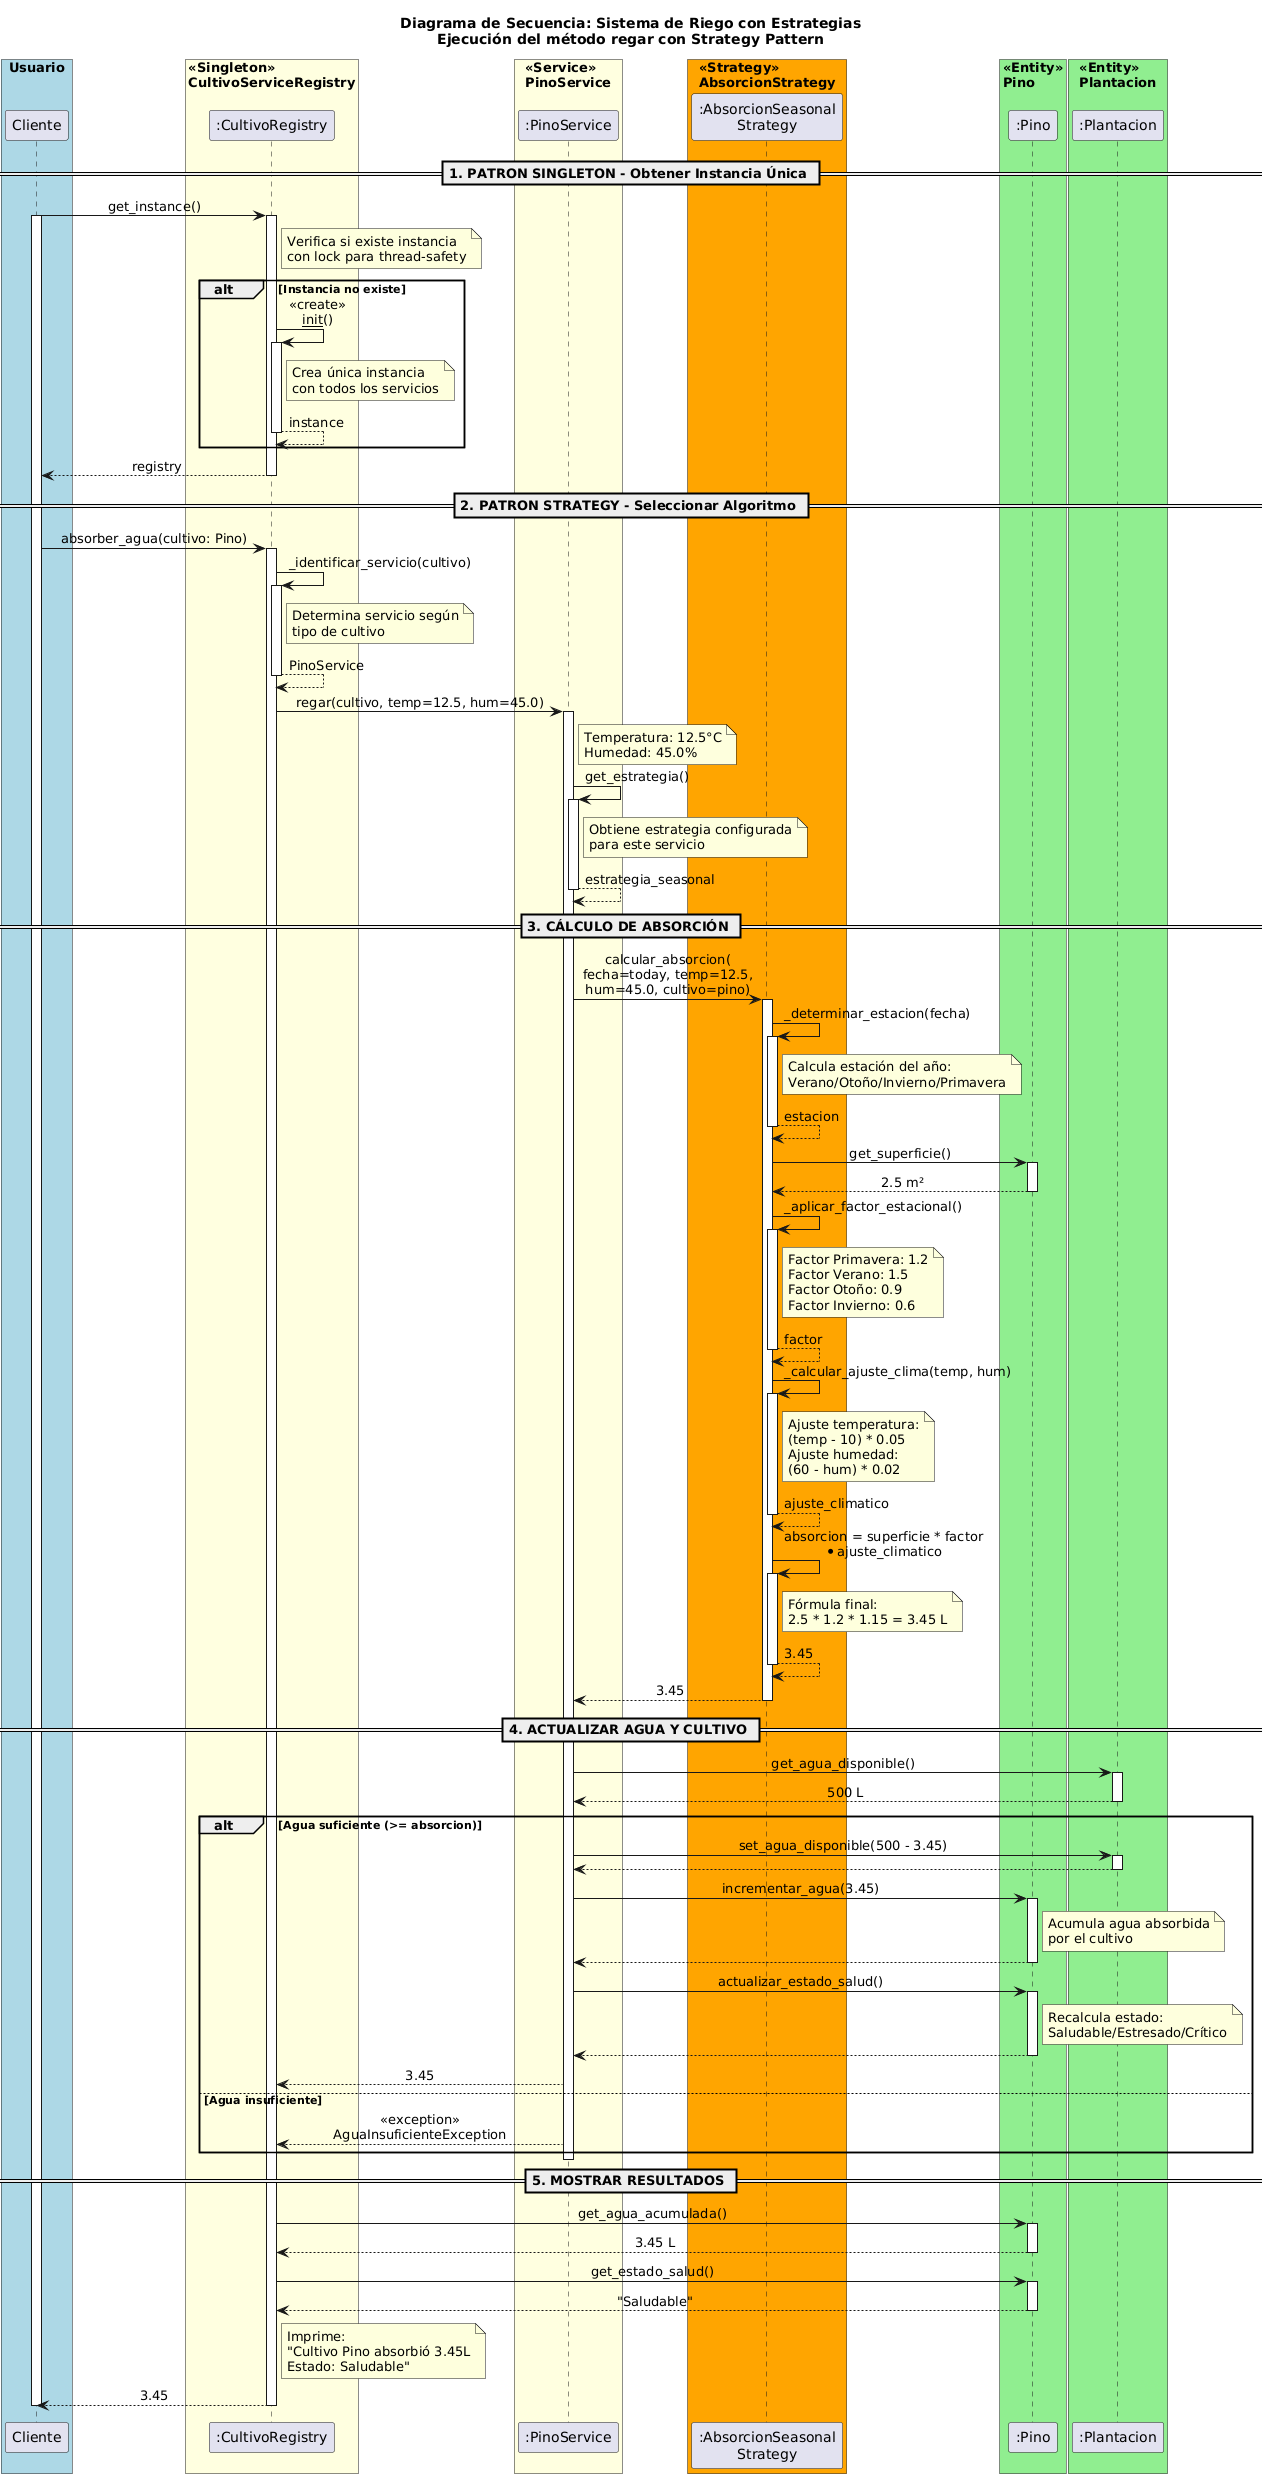 Diagrama de Secuencia: Sistema de Riego con Estrategias
Ejecución del método regar con Strategy Pattern
Usuario
«Singleton»
CultivoServiceRegistry
«Service»
PinoService
«Strategy»
AbsorcionStrategy
«Entity»
Pino
«Entity»
Plantacion
Cliente
:CultivoRegistry
:PinoService
:AbsorcionSeasonal
Strategy
:Pino
:Plantacion
1. PATRON SINGLETON - Obtener Instancia Única
get_instance()
Verifica si existe instancia
con lock para thread-safety
alt
[Instancia no existe]
«create»
init()
Crea única instancia
con todos los servicios
instance
registry
2. PATRON STRATEGY - Seleccionar Algoritmo
absorber_agua(cultivo: Pino)
_identificar_servicio(cultivo)
Determina servicio según
tipo de cultivo
PinoService
regar(cultivo, temp=12.5, hum=45.0)
Temperatura: 12.5°C
Humedad: 45.0%
get_estrategia()
Obtiene estrategia configurada
para este servicio
estrategia_seasonal
3. CÁLCULO DE ABSORCIÓN
calcular_absorcion(
fecha=today, temp=12.5,
hum=45.0, cultivo=pino)
_determinar_estacion(fecha)
Calcula estación del año:
Verano/Otoño/Invierno/Primavera
estacion
get_superficie()
2.5 m²
_aplicar_factor_estacional()
Factor Primavera: 1.2
Factor Verano: 1.5
Factor Otoño: 0.9
Factor Invierno: 0.6
factor
_calcular_ajuste_clima(temp, hum)
Ajuste temperatura:
(temp - 10) * 0.05
Ajuste humedad:
(60 - hum) * 0.02
ajuste_climatico
absorcion = superficie * factor
• ajuste_climatico
Fórmula final:
2.5 * 1.2 * 1.15 = 3.45 L
3.45
3.45
4. ACTUALIZAR AGUA Y CULTIVO
get_agua_disponible()
500 L
alt
[Agua suficiente (>= absorcion)]
set_agua_disponible(500 - 3.45)
incrementar_agua(3.45)
Acumula agua absorbida
por el cultivo
actualizar_estado_salud()
Recalcula estado:
Saludable/Estresado/Crítico
3.45
[Agua insuficiente]
«exception»
AguaInsuficienteException
5. MOSTRAR RESULTADOS
get_agua_acumulada()
3.45 L
get_estado_salud()
"Saludable"
Imprime:
"Cultivo Pino absorbió 3.45L
Estado: Saludable"
3.45
Cliente
:CultivoRegistry
:PinoService
:AbsorcionSeasonal
Strategy
:Pino
:Plantacion